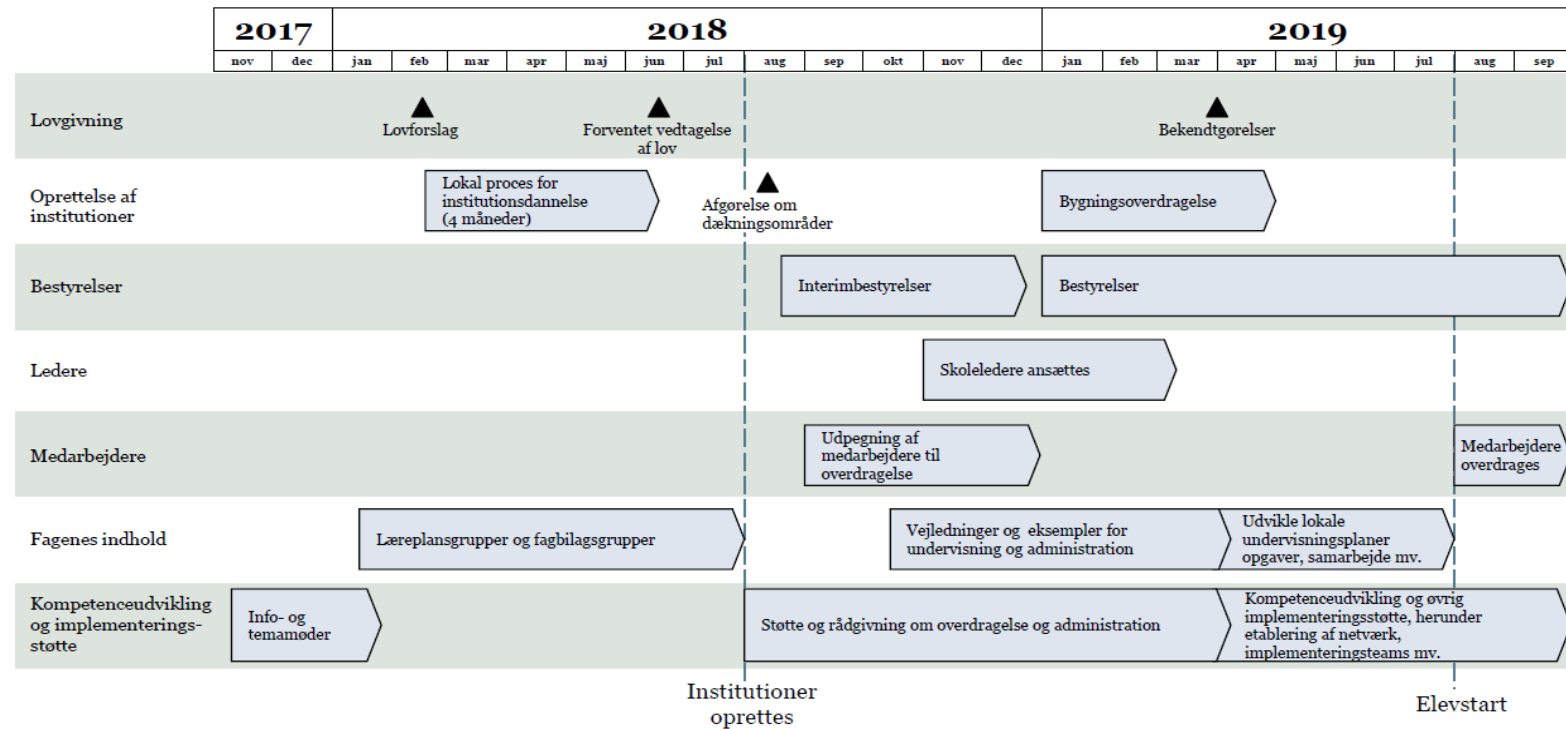 2017
2018
2019
nov
dec
jan
feb
mar
apr
maj
jun
jul
aug
sep
okt
nov
dec
jan
feb
mar
apr
maj
jun
jul
aug
sep
Lovgivning
Lovforslag
Forventet vedtagelse
af lov
Bekendtgørelser
Oprettelse af
institutioner
Lokal proces for
institutionsdannelse
(4 måneder)
Afgørelse om
dækningsområder
Bygningsoverdragelse
Bestyrelser
Interimbestyrelser
Bestyrelser
Ledere
Skoleledere ansættes
Medarbejdere
Udpegning af
medarbejdere til
overdragelse
Medarbejdere
overdrages
Fagenes indhold
Læreplansgrupper og fagbilagsgrupper
Vejledninger og eksempler for
undervisning og administration
Udvikle lokale
undervisningsplaner
opgaver, samarbejde mv.
Kompetenceudvikling
og implementerings-
støtte
Info- og
temamøder
Støtte og rådgivning om overdragelse og administration
Kompetenceudvikling og øvrig
implementeringsstøtte, herunder
etablering af netværk,
implementeringsteams mv.
Institutioner
oprettes
Elevstart